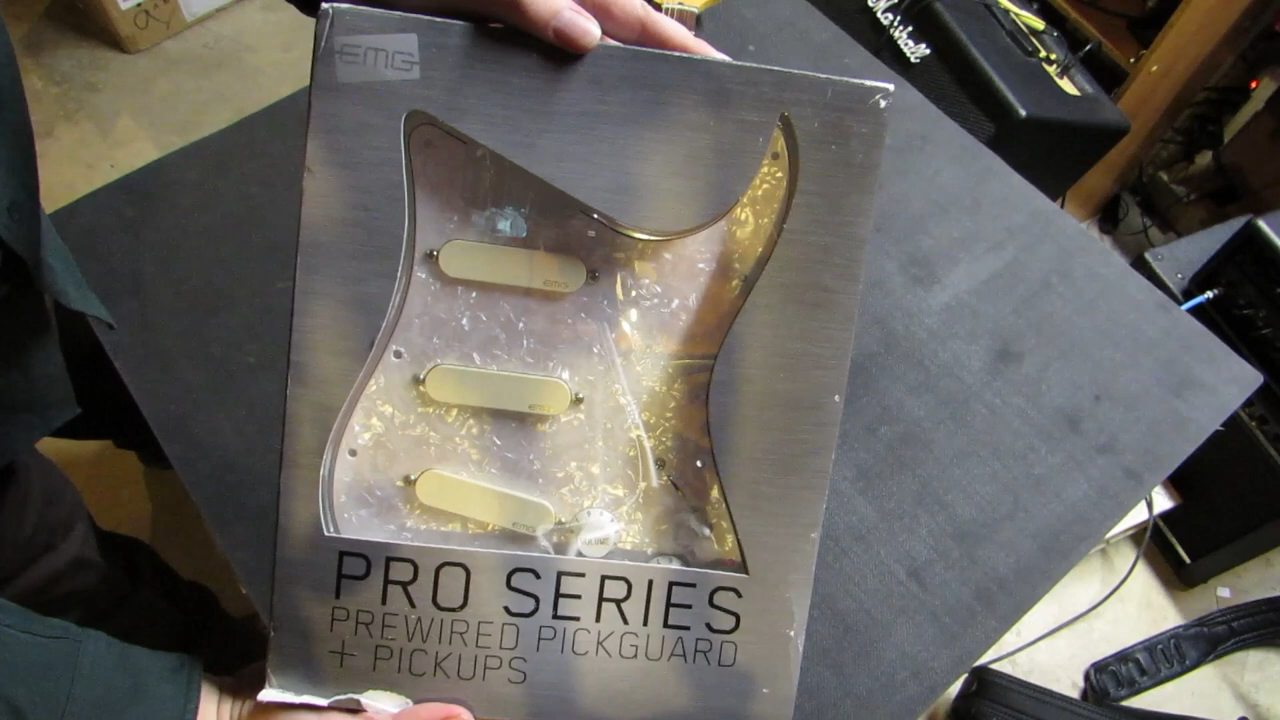 EMG
Marshall
EMG
EMG
EMG
PRO SERIES
PREWIRED PICKGUARD
+ PICKUPS